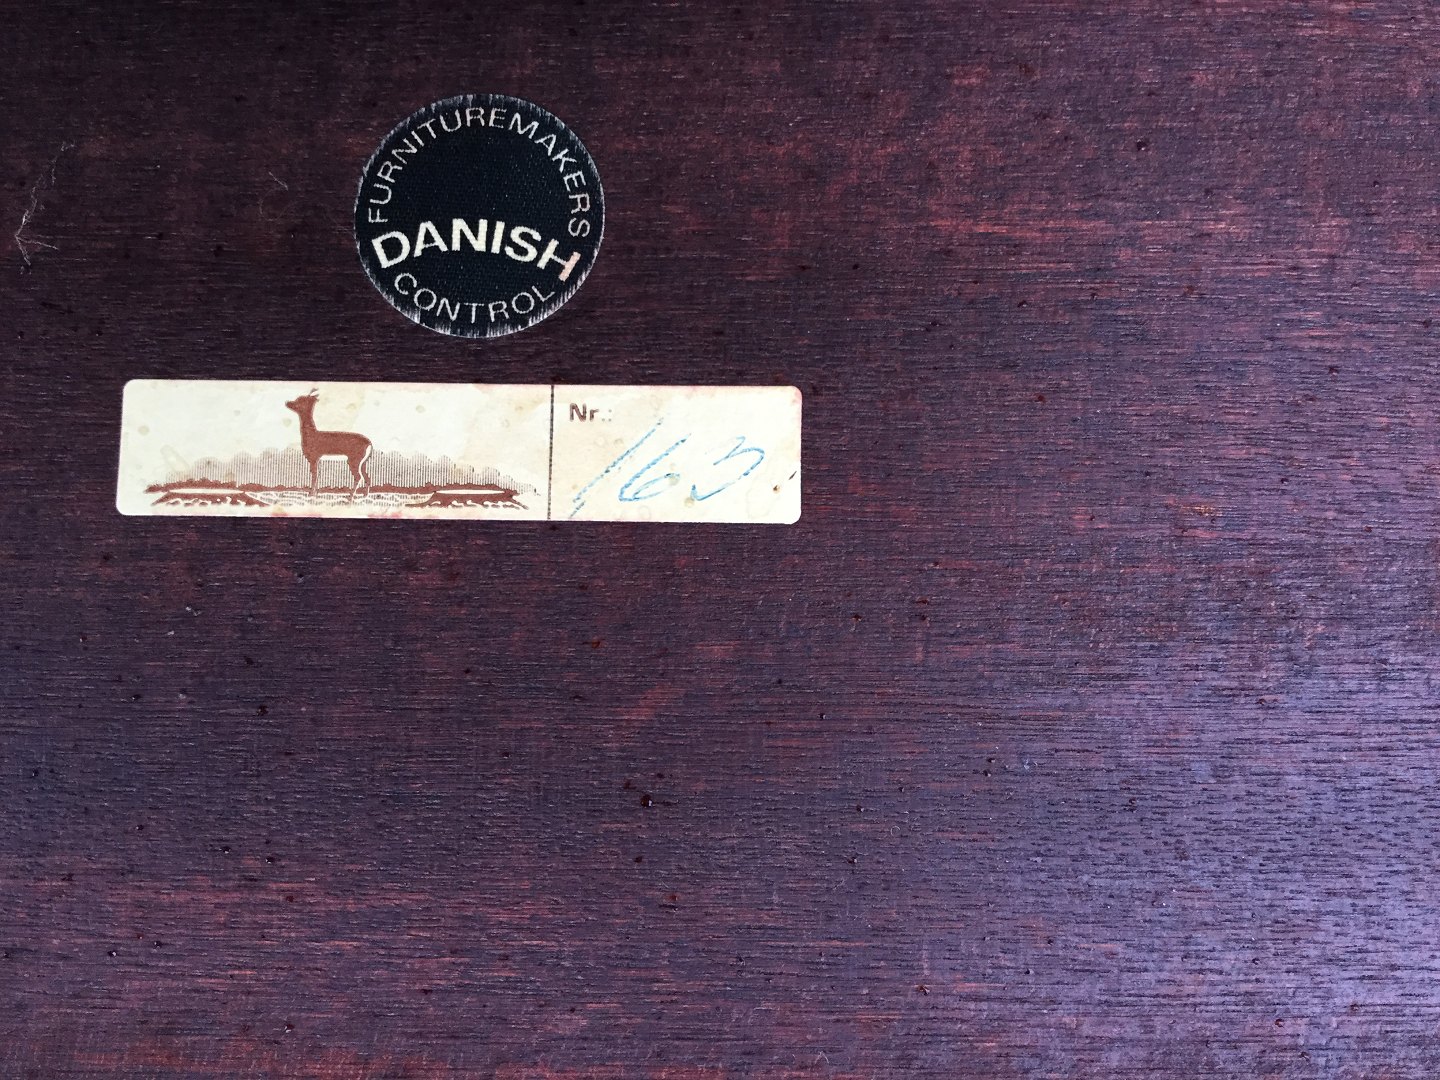 FURNITUREMAKERS
DANISH
CONTROL
Nr.: 163